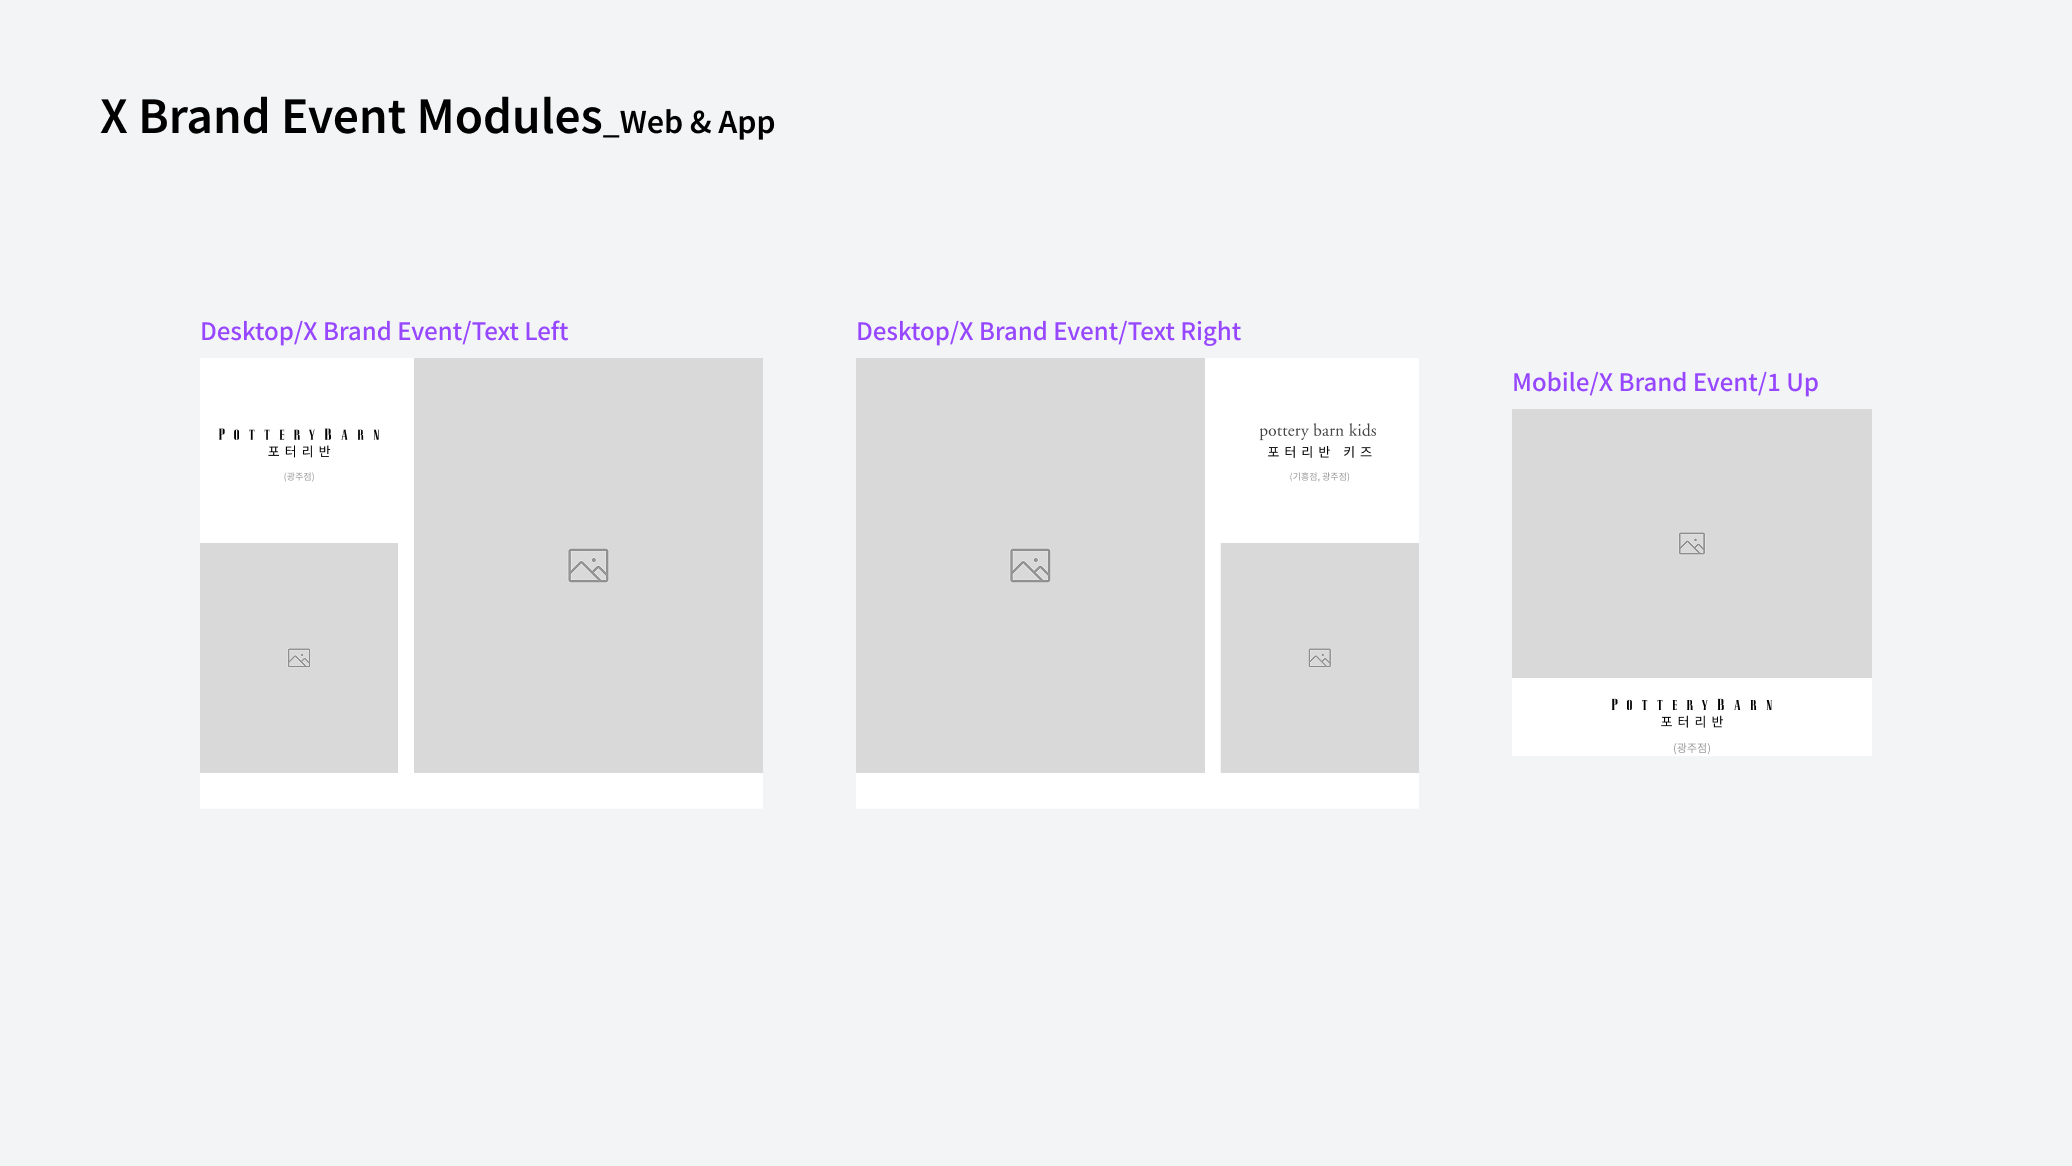 X Brand Event Modules_Web & App
Desktop/X Brand Event/Text Left
POTTERYBARN
포터리반
(광주점)
Desktop/X Brand Event/Text Right
pottery barn kids
포터리반 키즈
(기흥점, 광주점)
Mobile/X Brand Event/1 Up
POTTERYBARN
포터리반
(광주점)